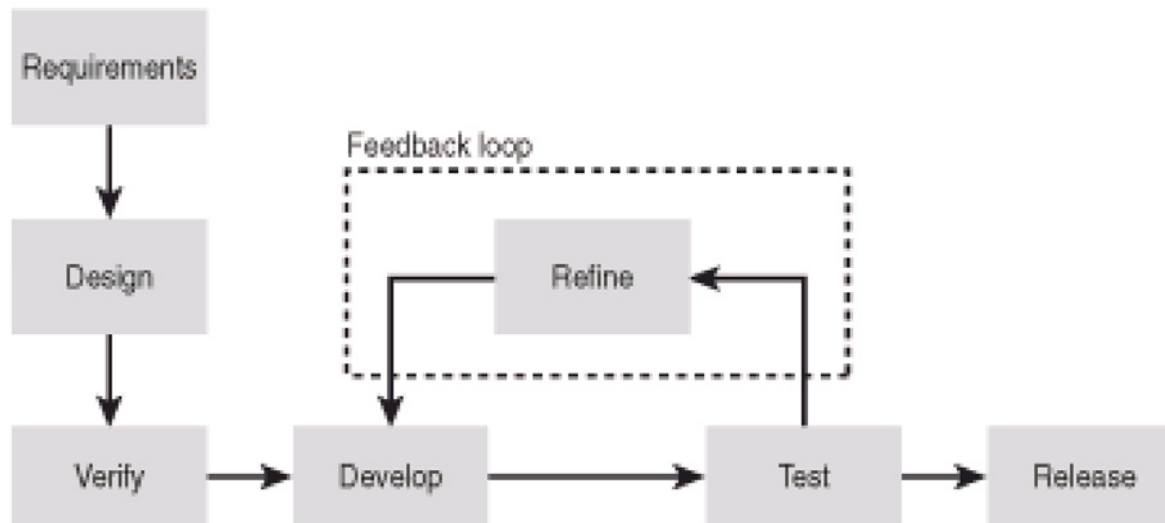 Requirements
Feedback loop
Design
Refine
Verify
Develop
Test
Release